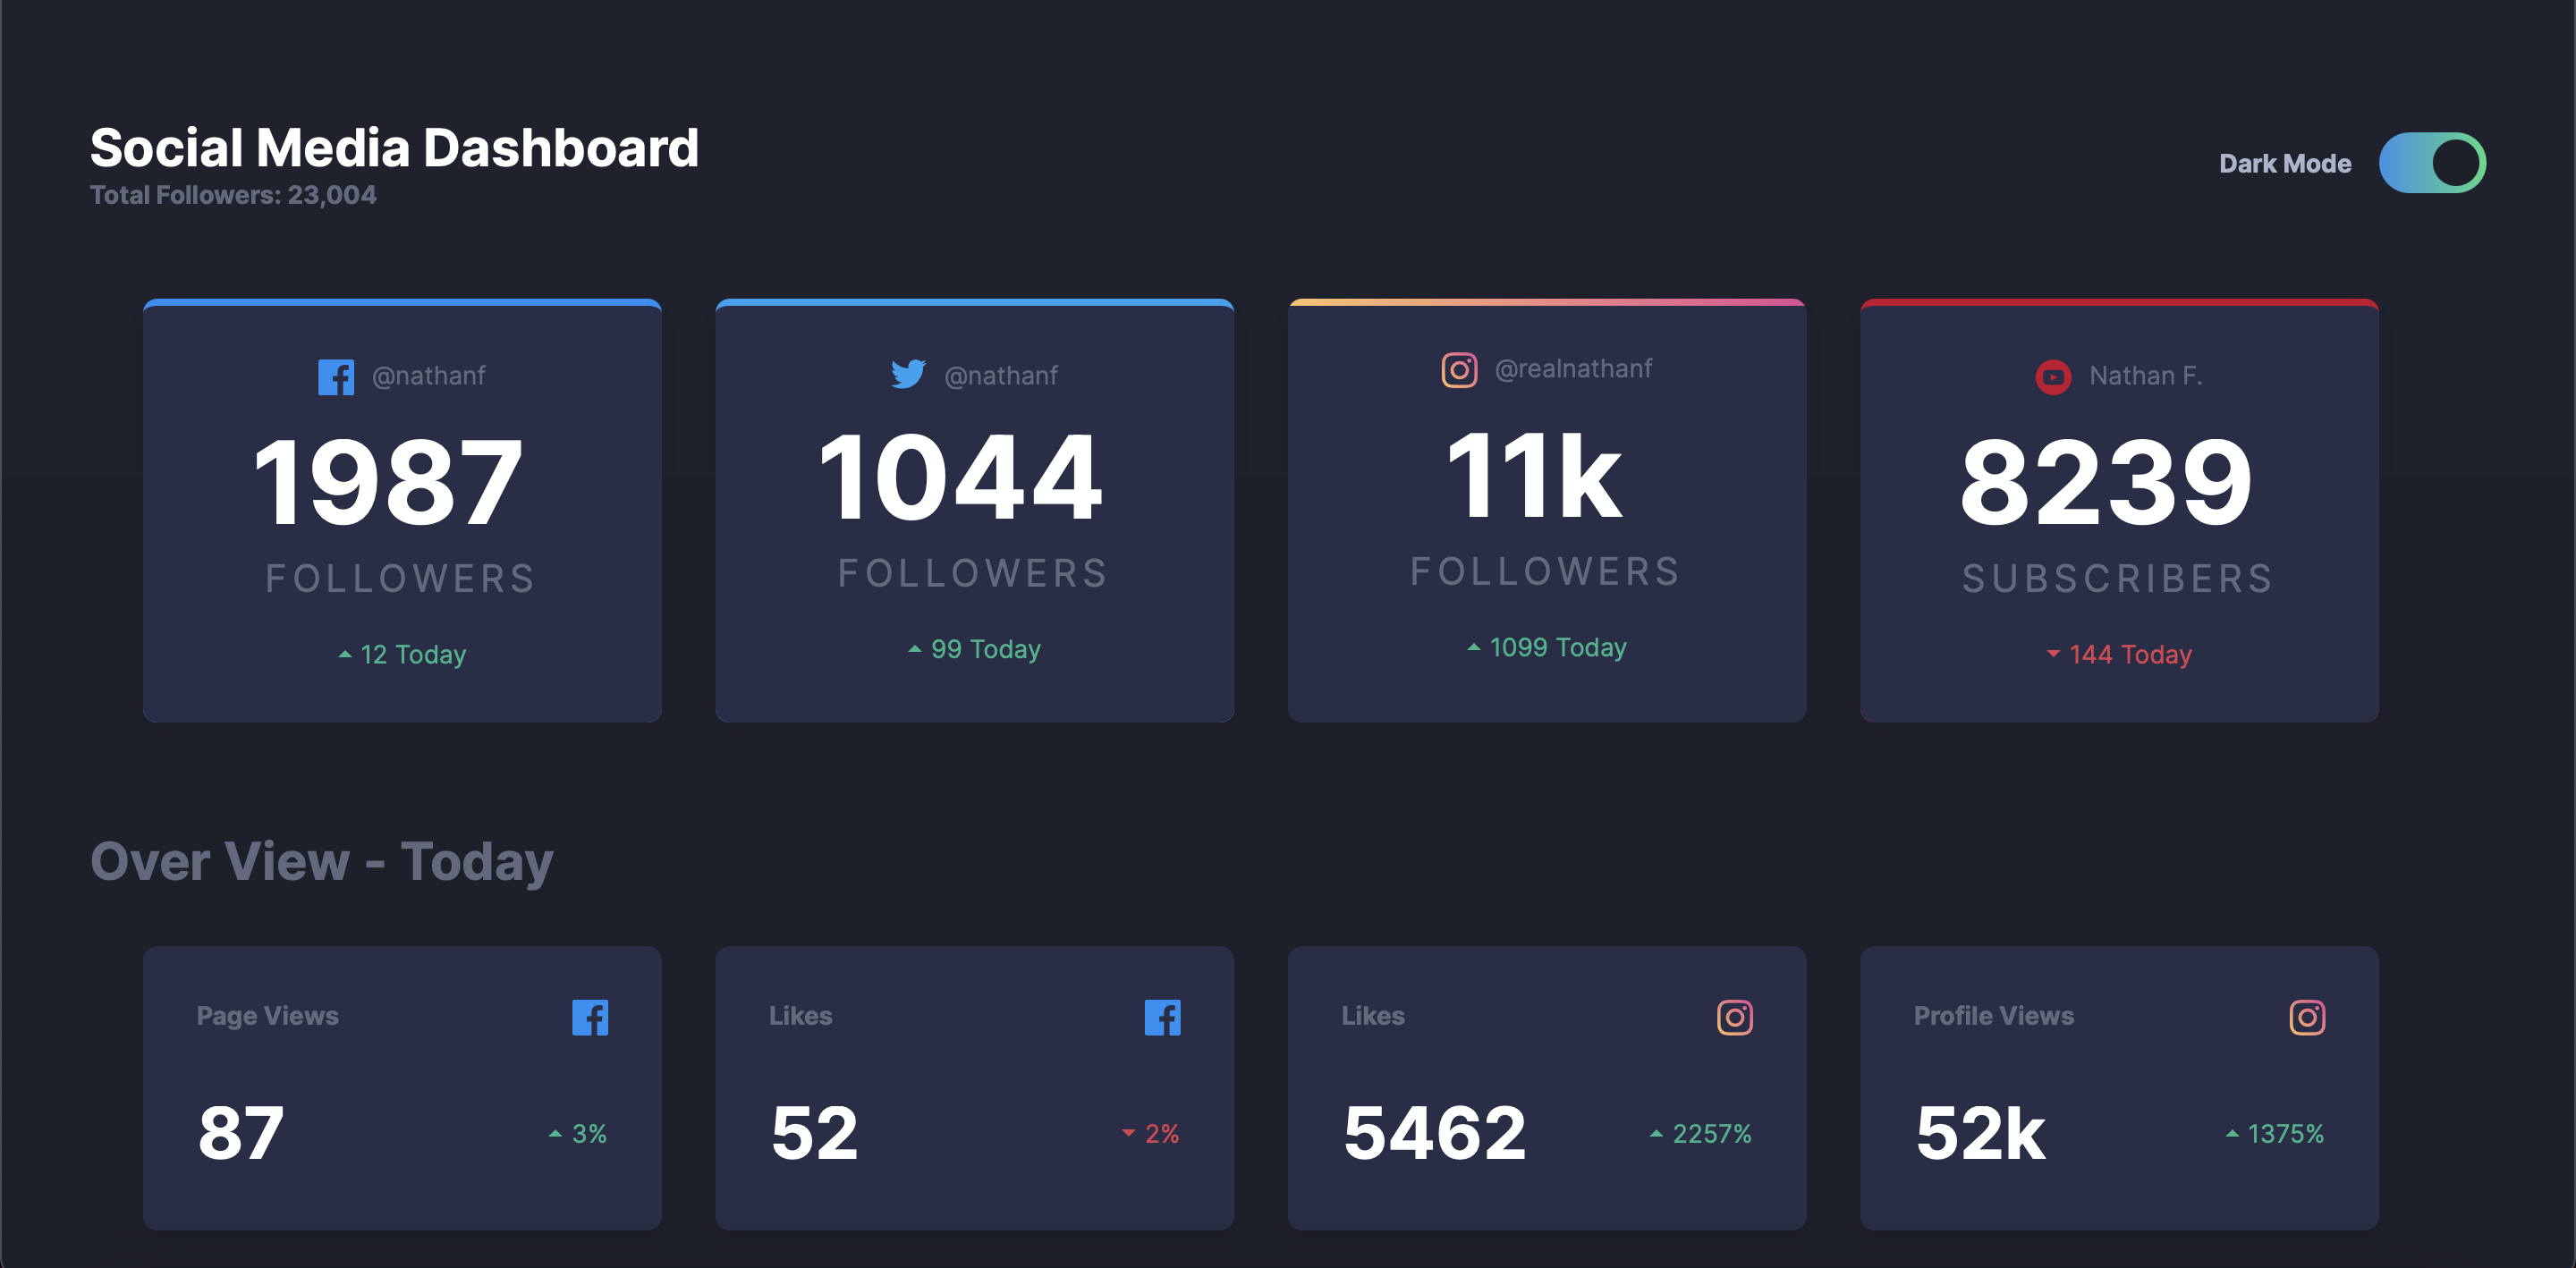 Social Media Dashboard
Total Followers: 23,004
Dark Mode
@nathanf
1987
FOLLOWERS
12 Today
@nathanf
1044
FOLLOWERS
99 Today
@realnathanf
11k
FOLLOWERS
1099 Today
Nathan F.
8239
SUBSCRIBERS
144 Today
Over View - Today
Page Views
87
3%
Likes
52
2%
Likes
5462
2257%
Profile Views
52k
1375%